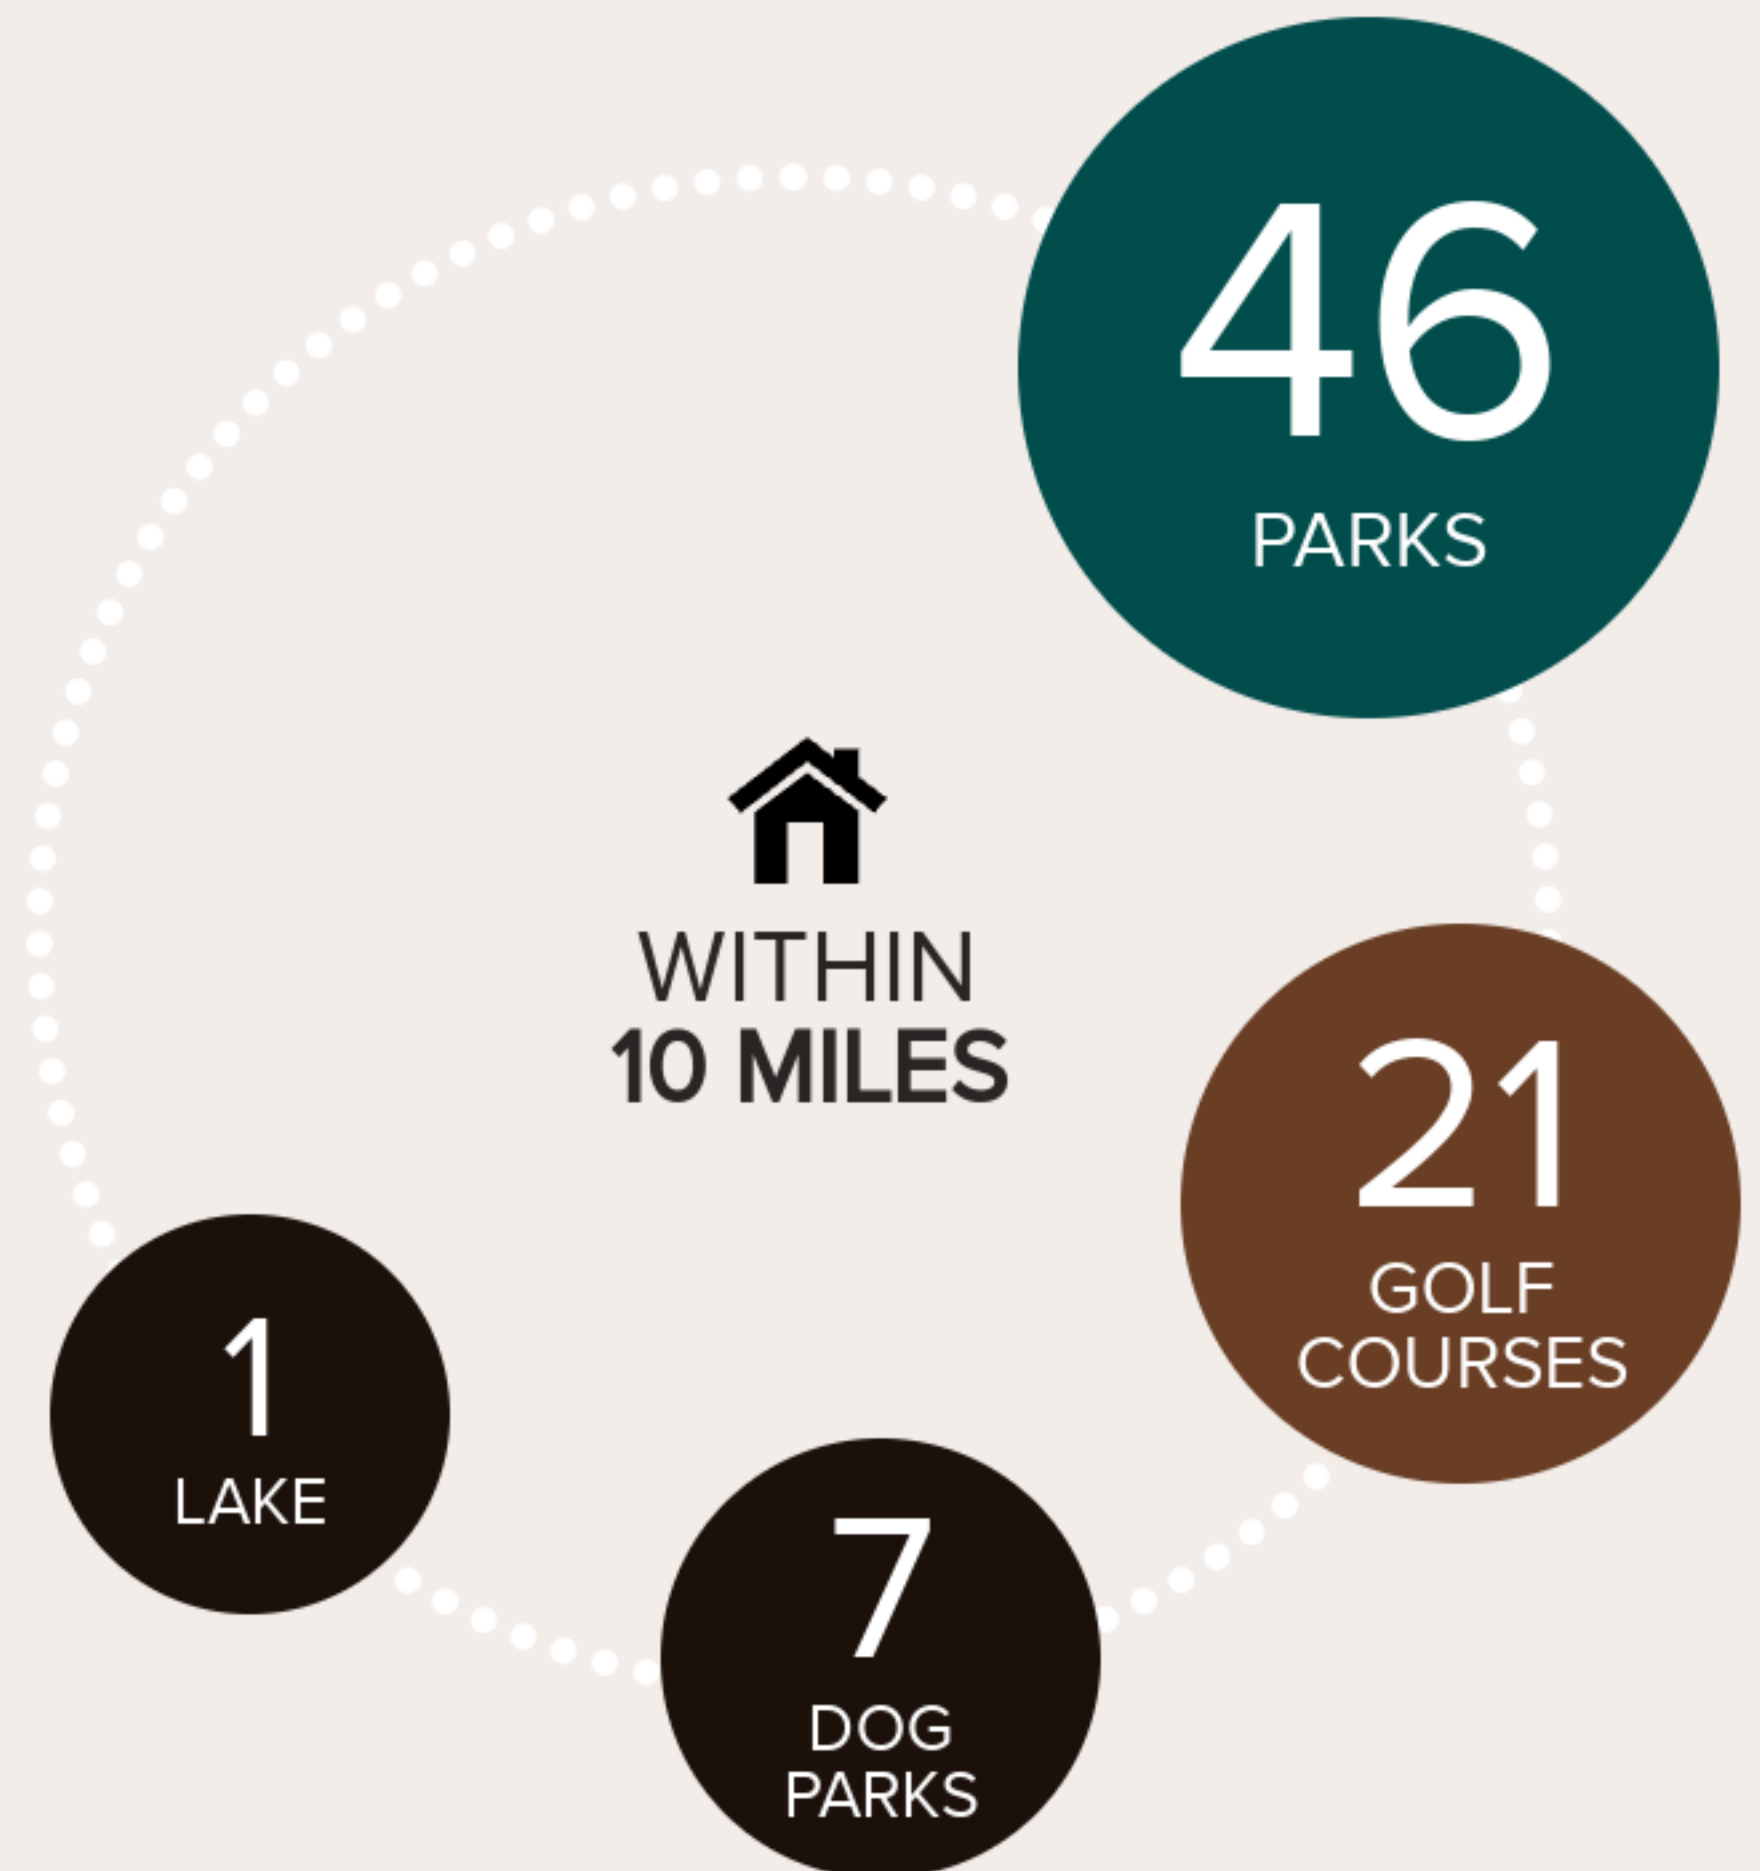 46
PARKS
WITHIN
10 MILES
21
GOLF
COURSES
1
LAKE
7
DOG
PARKS